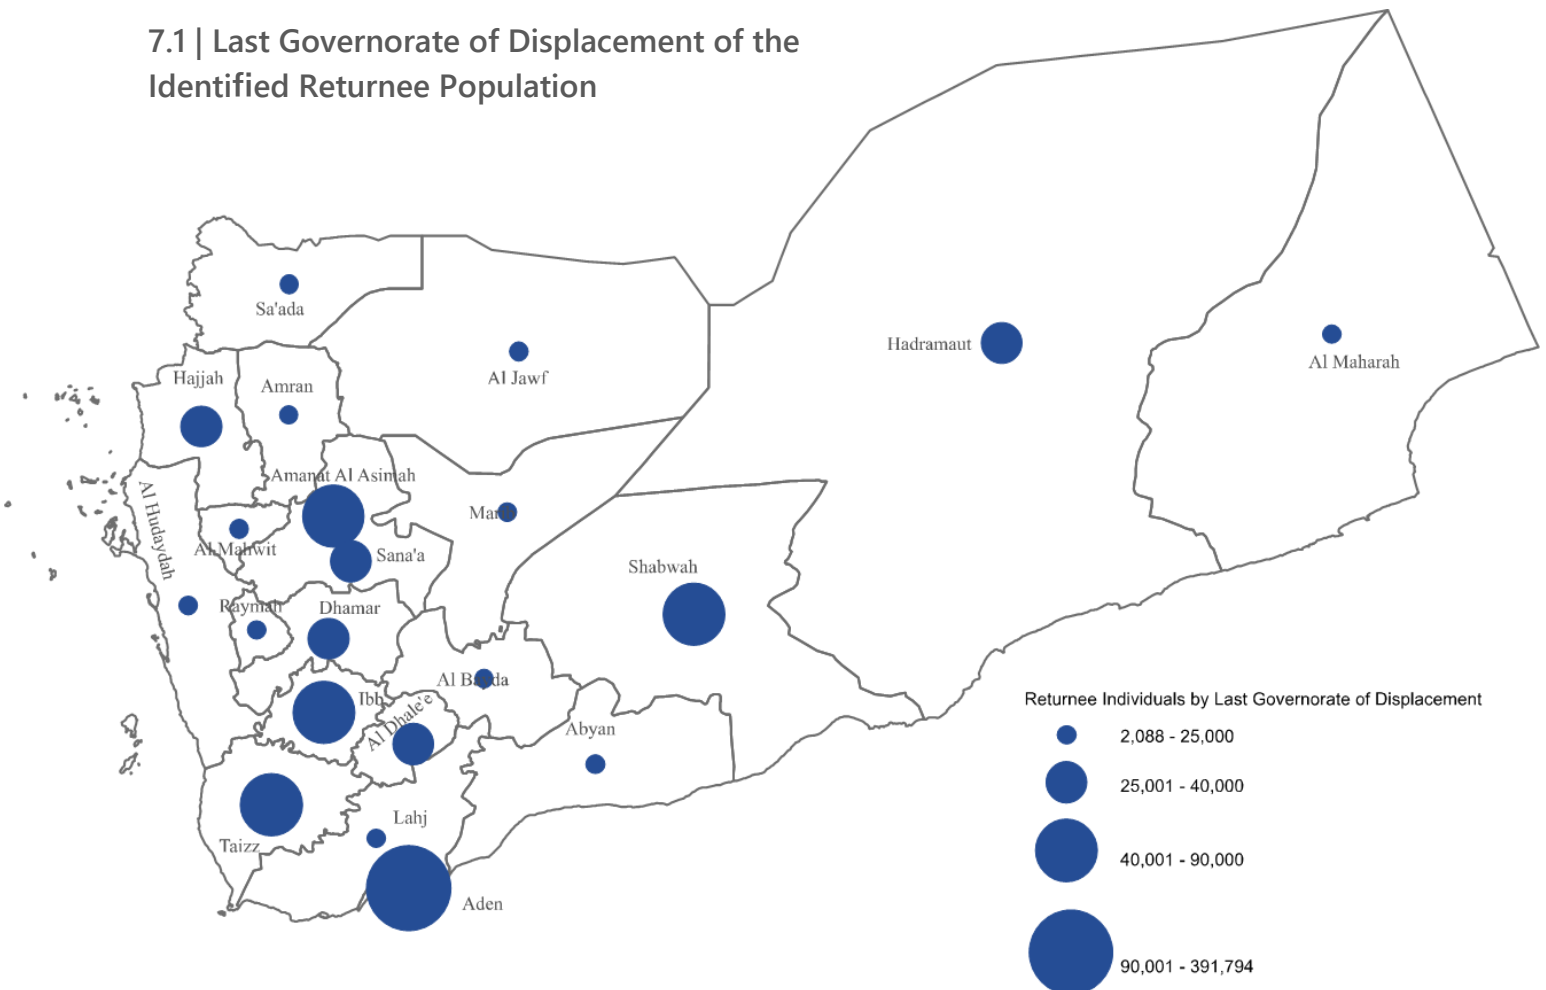 7.1 | Last Governorate of Displacement of the
Identified Returnee Population
Sa'ada
Hadramaut
Al Maharah
Al Jawf
Hajjah
Amran
Amanat Al Asimah
Al Hudaydah
Al Mahwit
Sana'a
Shabwah
Raymah
Dhamar
Al
Ibb
Al Dhale'e
Abyan
Lahj
Taizz
Aden
Returnee Individuals by Last Governorate of Displacement
2,088 - 25,000
25,001 - 40,000
40,001 - 90,000
90,001 - 391,794